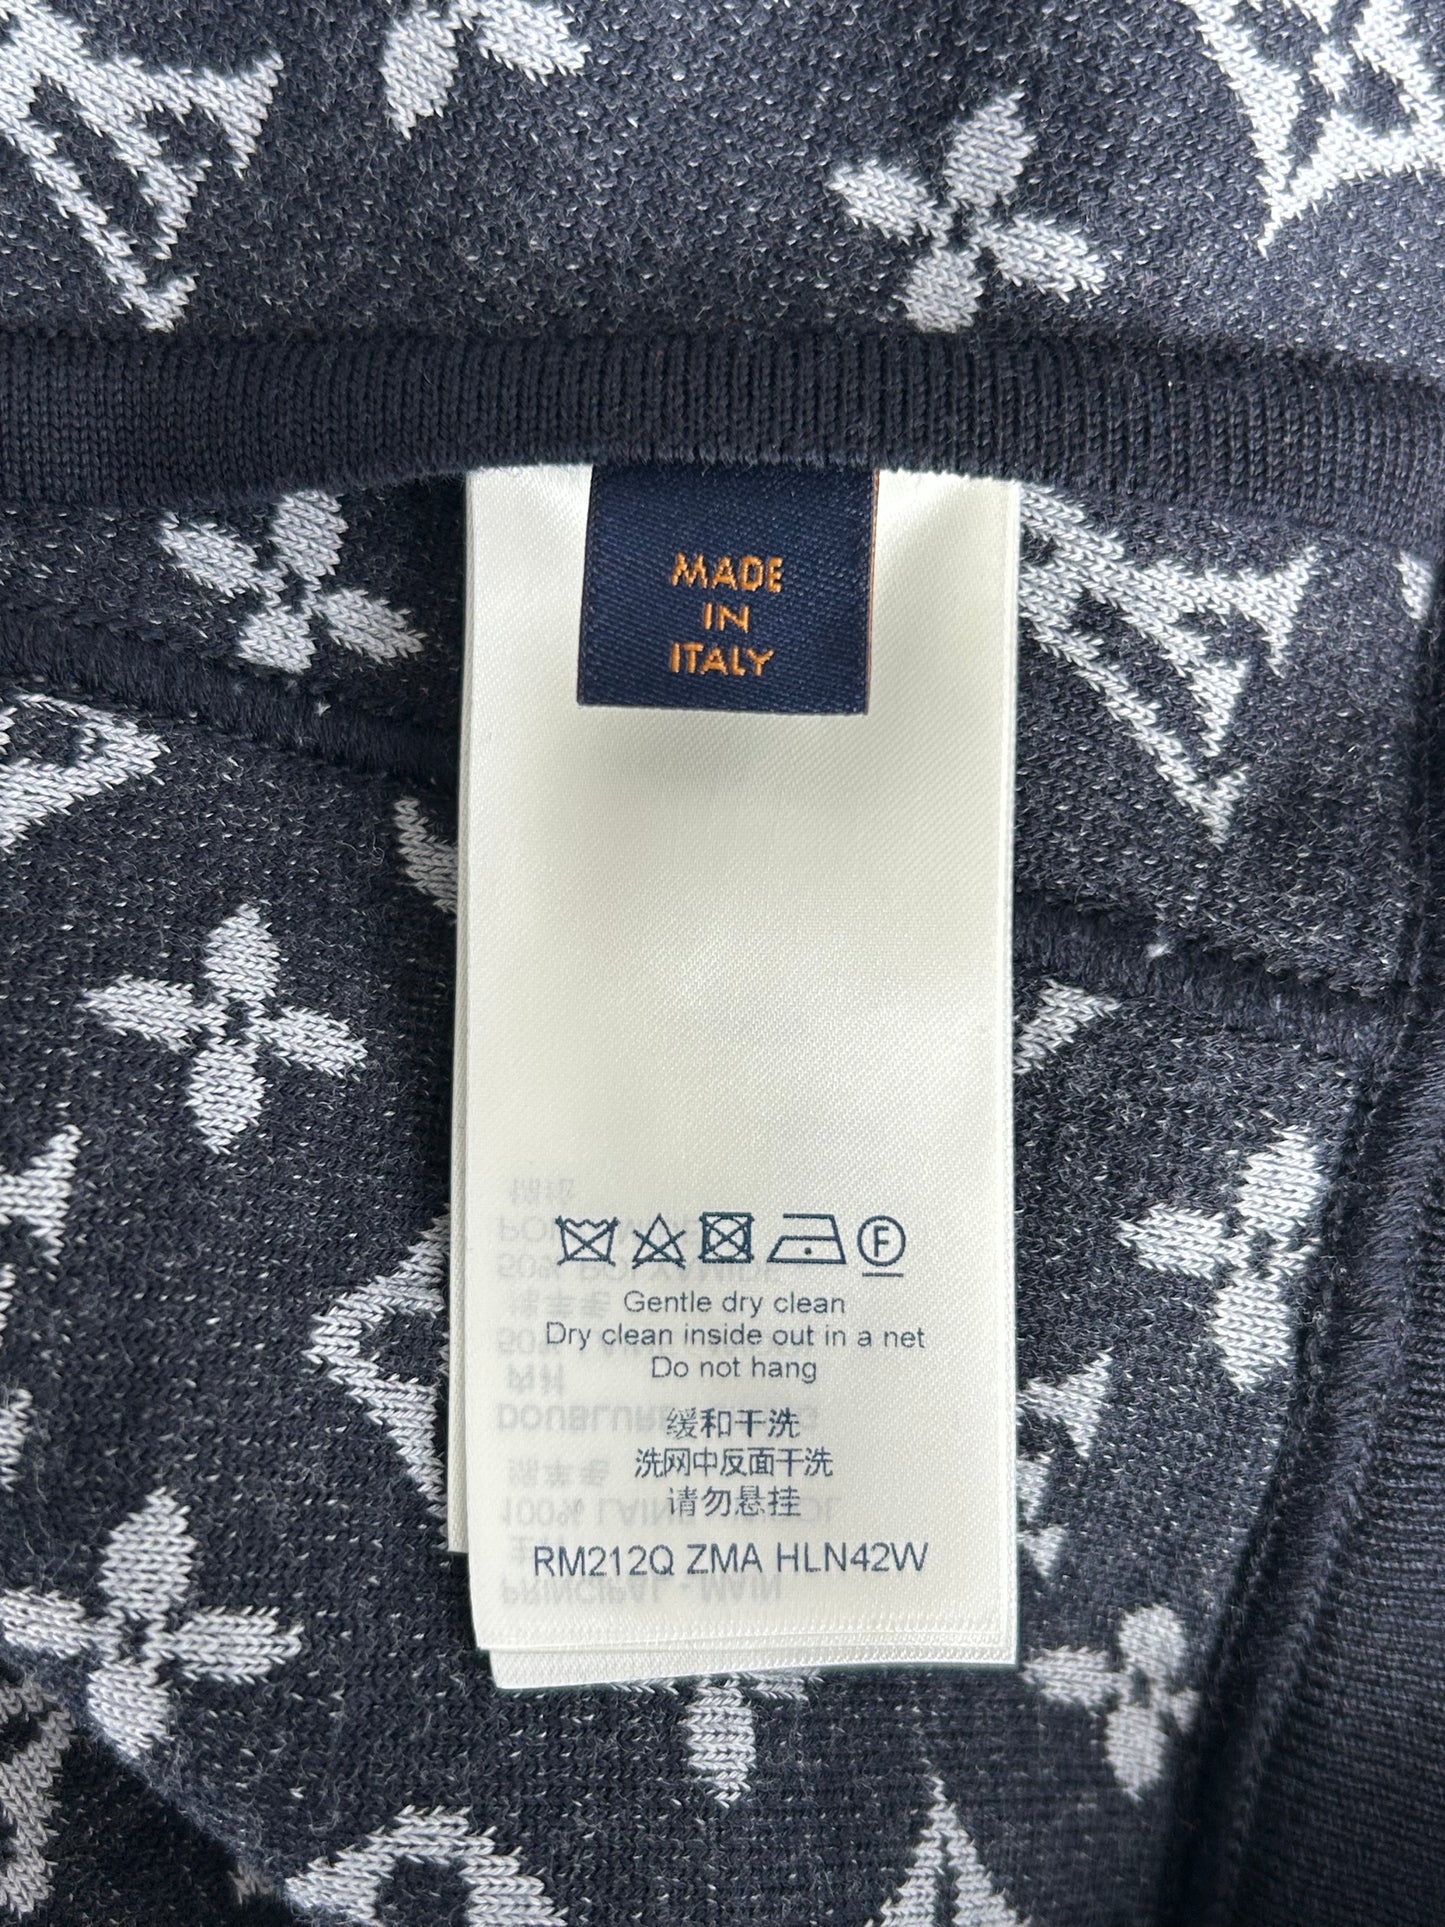 MADE
IN
ITALY
F
Gentle dry clean
Dry clean inside out in a net
Do not hang
缓和干洗
洗网中反面干洗
请勿悬挂
RM212Q ZMA HLN42W